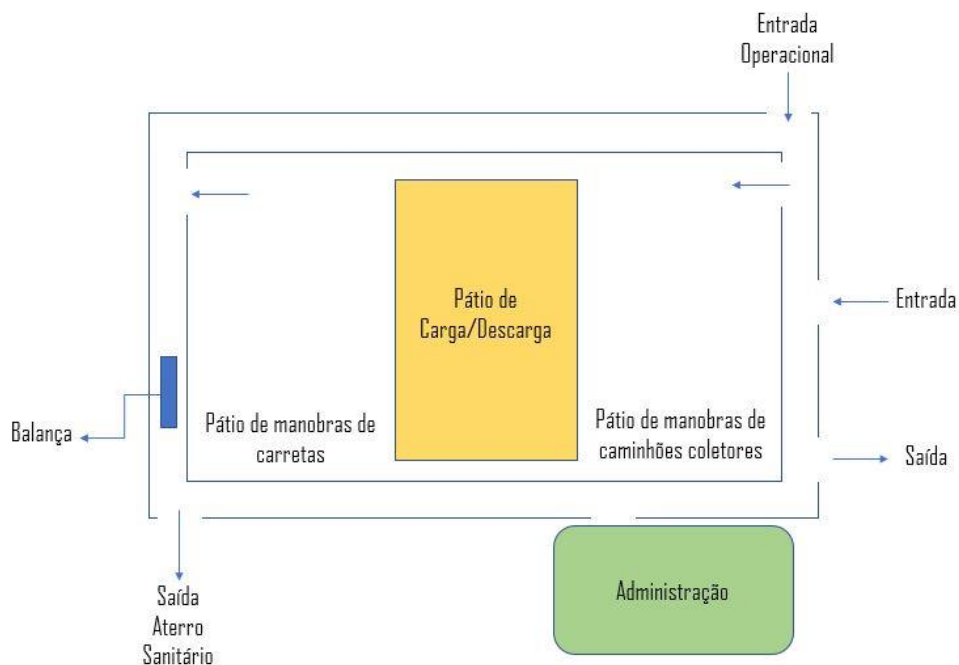 Entrada
Operacional
Pátio de
Carga/Descarga
Entrada
Balança
Pátio de manobras de
carretas
Pátio de manobras de
caminhões coletores
Saída
Saída
Aterro
Sanitário
Administração